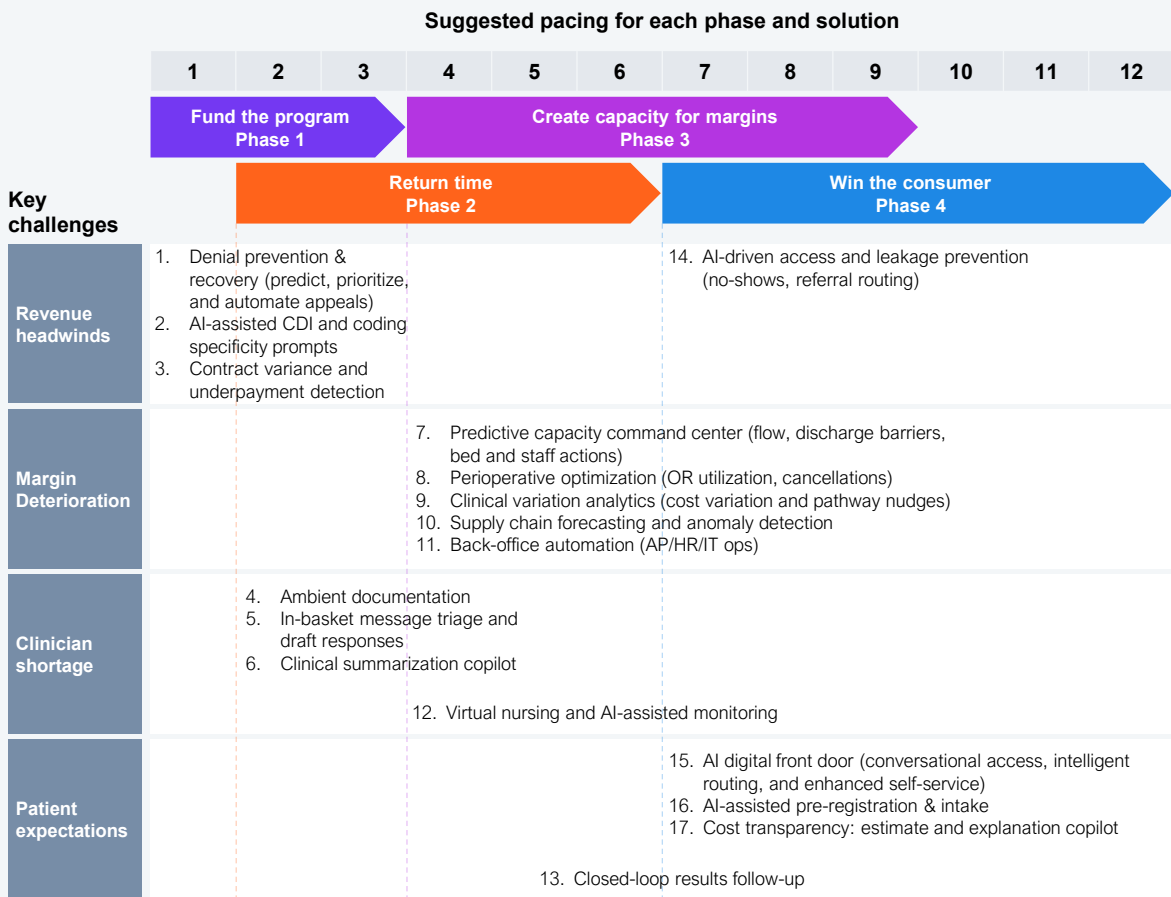 Suggested pacing for each phase and solution
1 2 3 4 5 6 7 8 9 10 11 12
Fund the program
Phase 1
Create capacity for margins
Phase 3
Return time
Phase 2
Win the consumer
Phase 4
Key
challenges
Revenue
headwinds
1. Denial prevention &
recovery (predict, prioritize,
and automate appeals)
2. AI-assisted CDI and coding
specificity prompts
3. Contract variance and
underpayment detection
14. AI-driven access and leakage prevention
(no-shows, referral routing)
Margin
Deterioration
7. Predictive capacity command center (flow, discharge barriers,
bed and staff actions)
8. Perioperative optimization (OR utilization, cancellations)
9. Clinical variation analytics (cost variation and pathway nudges)
10. Supply chain forecasting and anomaly detection
11. Back-office automation (AP/HR/IT ops)
Clinician
shortage
4. Ambient documentation
5. In-basket message triage and
draft responses
6. Clinical summarization copilot
12. Virtual nursing and AI-assisted monitoring
Patient
expectations
15. AI digital front door (conversational access, intelligent
routing, and enhanced self-service)
16. AI-assisted pre-registration & intake
17. Cost transparency: estimate and explanation copilot
13. Closed-loop results follow-up